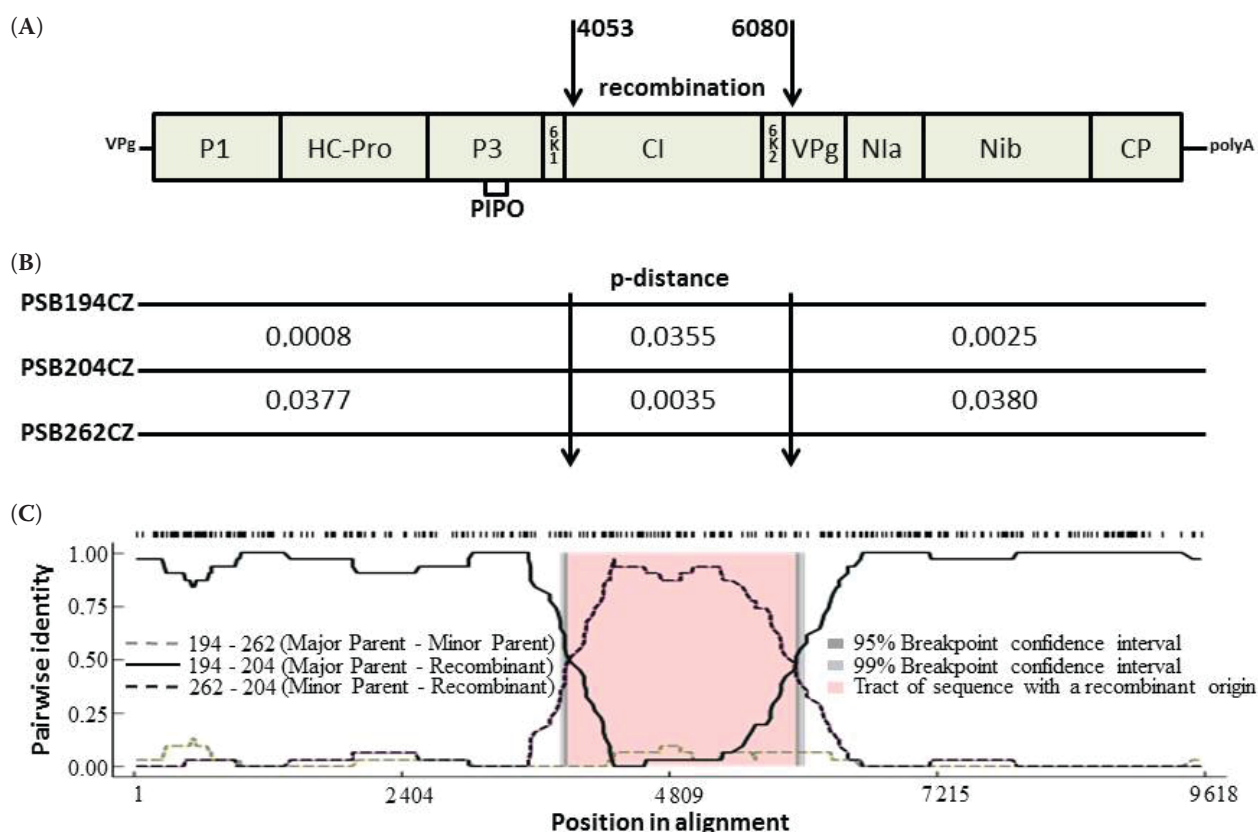 (A)
4053 6080
recombination
VPg P1 HC-Pro P3 6K1 CI 6K2 VPg NIa Nib CP polyA
PIPO
(B)
p-distance
PSB194CZ
0,0008 0,0355 0,0025
PSB204CZ
0,0377 0,0035 0,0380
PSB262CZ
(C)
Pairwise identity
1.00
0.75
0.50
0.25
0.00
194 - 262 (Major Parent - Minor Parent)
194 - 204 (Major Parent - Recombinant)
262 - 204 (Minor Parent - Recombinant)
95% Breakpoint confidence interval
99% Breakpoint confidence interval
Tract of sequence with a recombinant origin
1 2404 4809 7215 9618
Position in alignment